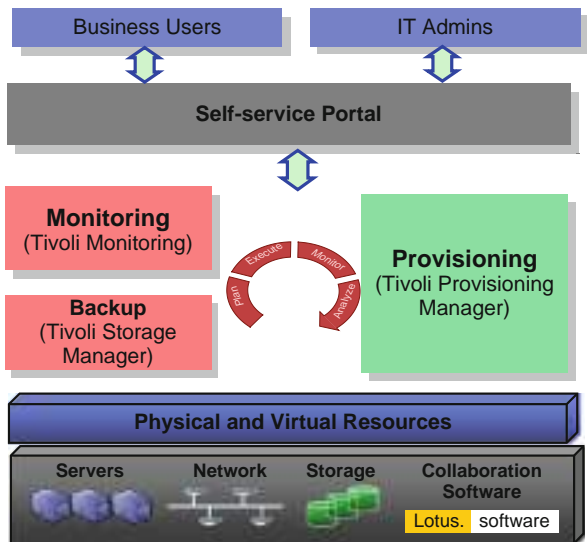 Business Users
IT Admins
Self-service Portal
Monitoring
(Tivoli Monitoring)
Backup
(Tivoli Storage
Manager)
Plan
Execute
Monitor
Analyze
Provisioning
(Tivoli Provisioning
Manager)
Physical and Virtual Resources
Servers
Network
Storage
Collaboration
Software
Lotus. software